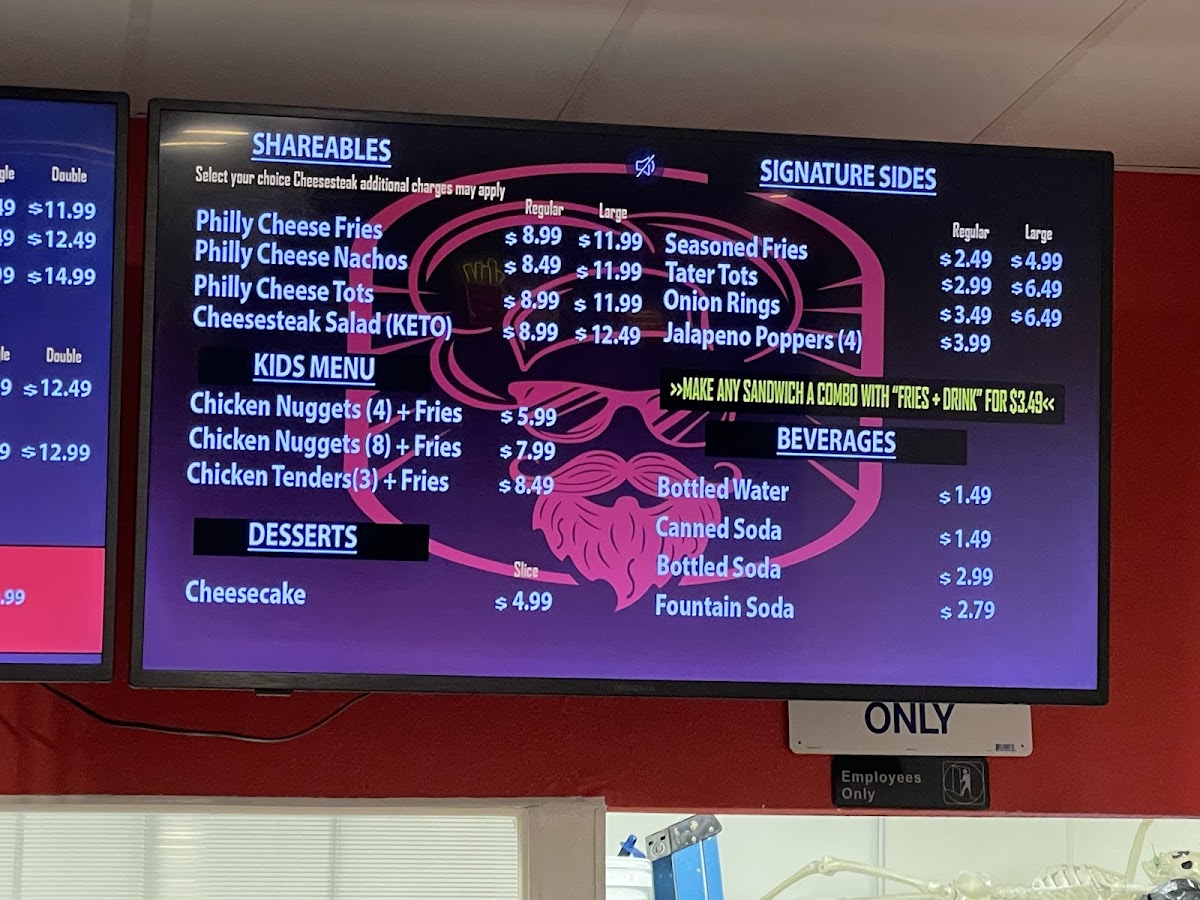 Double
$11.99
$12.49
$14.99
Double
$12.49
$12.99
.99
SHAREABLES
Select your choice Cheesesteak additional charges may apply
Regular Large
Philly Cheese Fries $ 8.99 $11.99
Philly Cheese Nachos $ 8.49 $11.99
Philly Cheese Tots $ 8.99 $ 11.99
Cheesesteak Salad (KETO) $ 8.99 $ 12.49
KIDS MENU
Chicken Nuggets (4) + Fries $ 5.99
Chicken Nuggets (8) + Fries $ 7.99
Chicken Tenders(3) + Fries $ 8.49
DESSERTS
Slice
Cheesecake $ 4.99
SIGNATURE SIDES
Regular Large
Seasoned Fries $ 2.49 $ 4.99
Tater Tots $ 2.99 $ 6.49
Onion Rings $ 3.49 $ 6.49
Jalapeno Poppers (4) $ 3.99
>>MAKE ANY SANDWICH A COMBO WITH "FRIES + DRINK" FOR $3.49<<
BEVERAGES
Bottled Water $ 1.49
Canned Soda $ 1.49
Bottled Soda $ 2.99
Fountain Soda $ 2.79
ONLY
Employees
Only